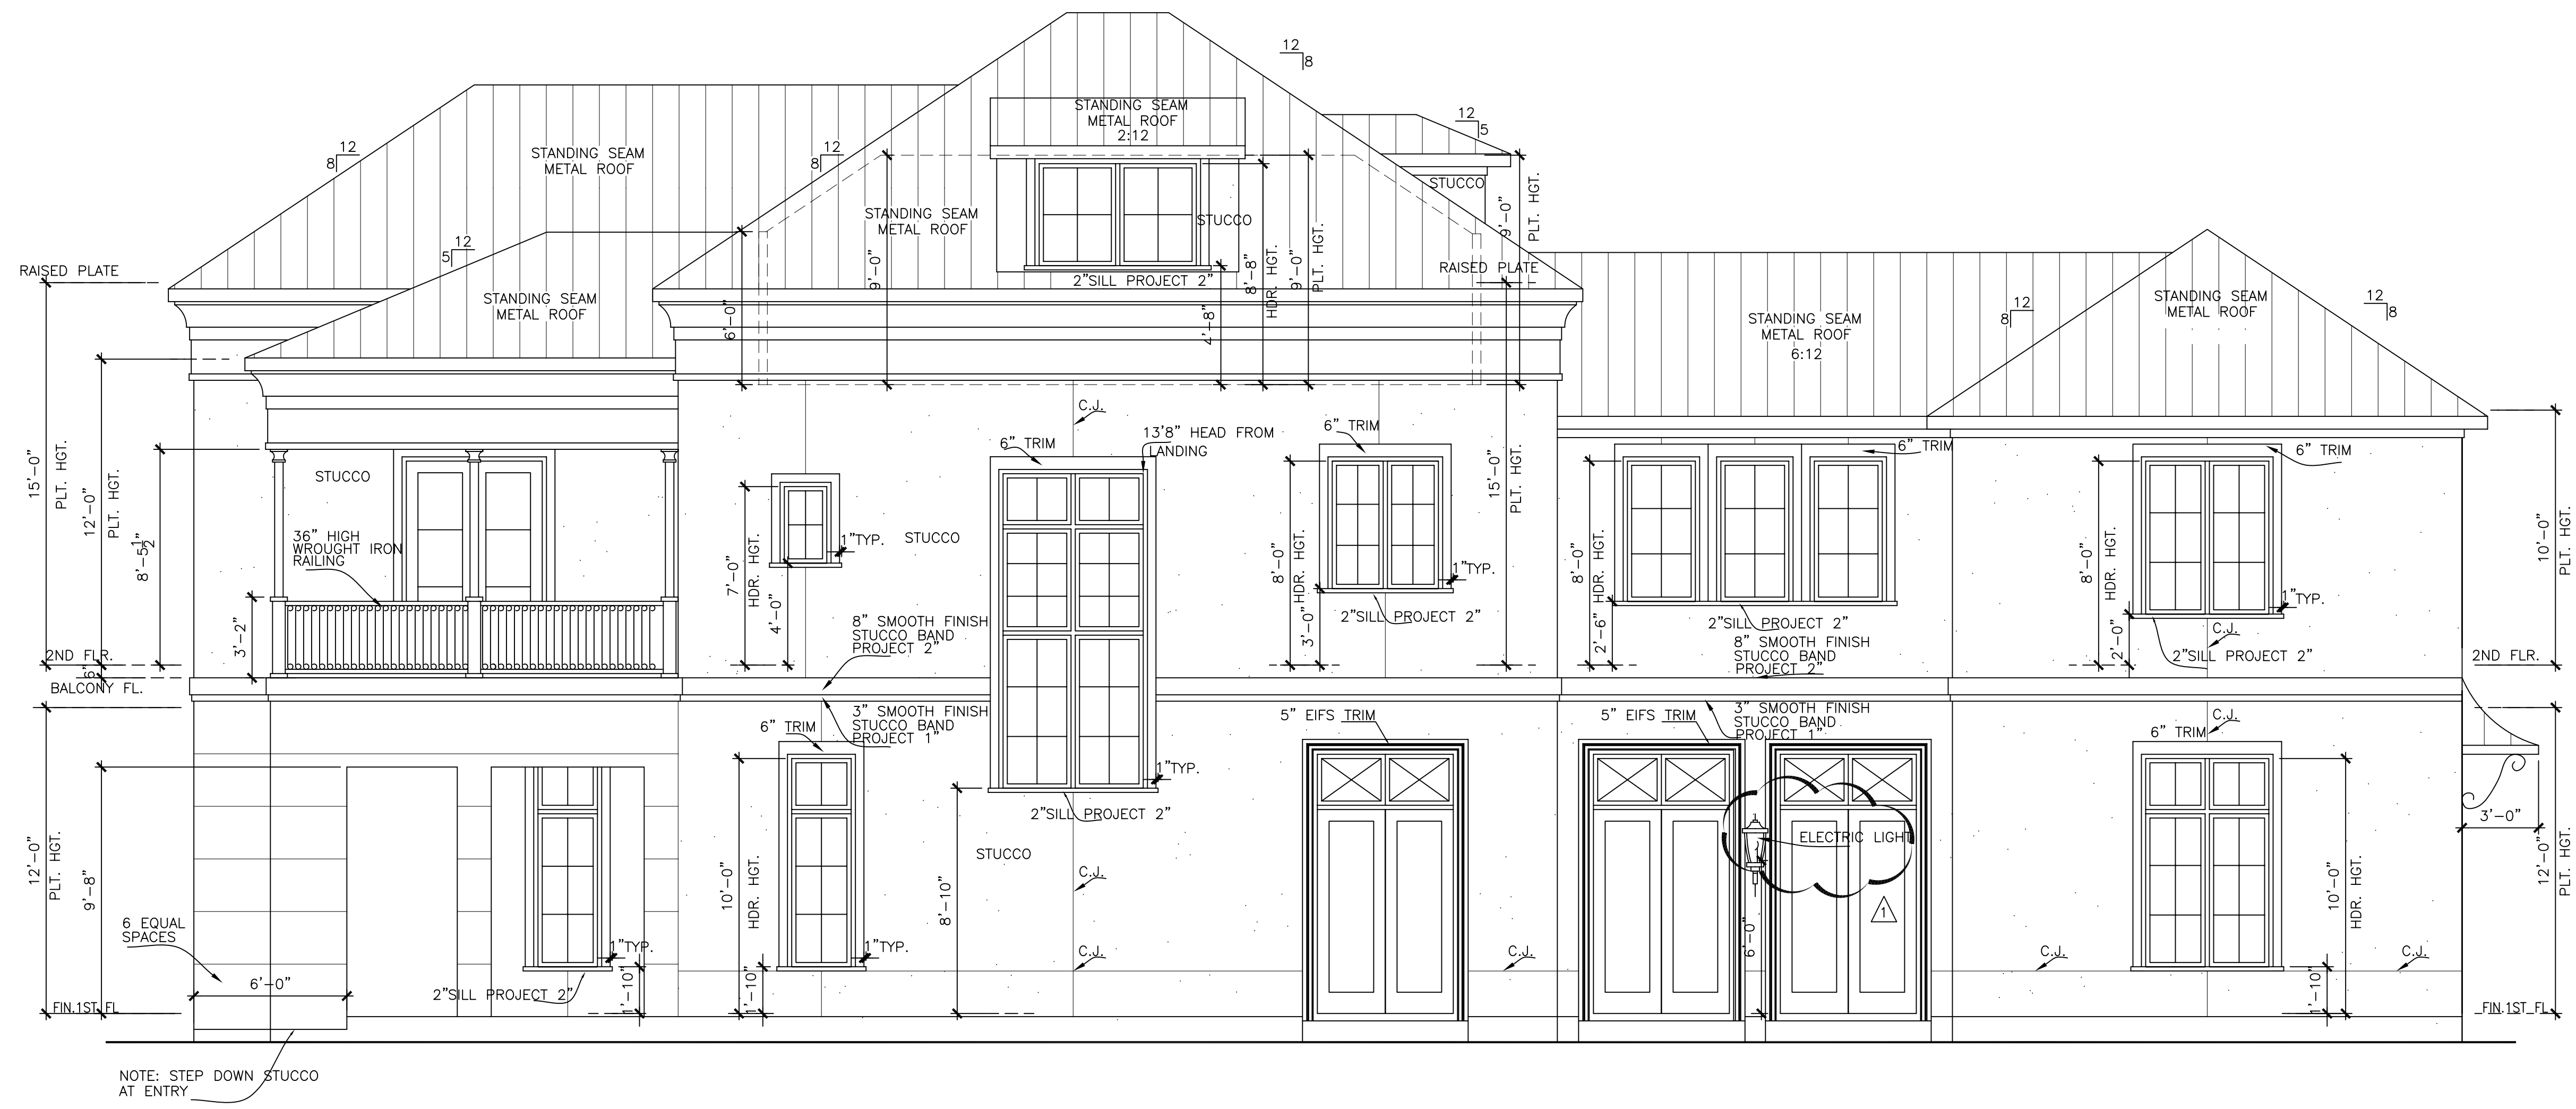 12
8
STANDING SEAM
METAL ROOF
2:12
12
5
12
8
12
8
STANDING SEAM
METAL ROOF
STUCCO
PLT. HGT.
9'-0"
STANDING SEAM
METAL ROOF
STUCCO
12
5
9'-0"
8'-8"
HDR. HGT.
9'-0"
PLT. HGT.
RAISED PLATE
2"SILL PROJECT 2"
RAISED PLATE
STANDING SEAM
METAL ROOF
6'-0"
4'-8"
12
8
STANDING SEAM
METAL ROOF
12
8
STANDING SEAM
METAL ROOF
6:12
C.J.
15'-0"
PLT. HGT.
12'-0"
PLT. HGT.
8'-5 1/2"
STUCCO
36" HIGH
WROUGHT IRON
RAILING
3'-2"
7'-0"
HDR. HGT.
4'-0"
1"TYP.
STUCCO
6" TRIM
13'8" HEAD FROM
LANDING
6" TRIM
8'-0"
HDR. HGT.
3'-0"
1"TYP.
2"SILL PROJECT 2"
15'-0"
PLT. HGT.
6" TRIM
8'-0"
HDR. HGT.
2'-6"
2"SILL PROJECT 2"
6" TRIM
8'-0"
HDR. HGT.
2'-0"
1"TYP.
C.J.
2"SILL PROJECT 2"
10'-0"
PLT. HGT.
2ND FLR.
6"
BALCONY FL.
8" SMOOTH FINISH
STUCCO BAND
PROJECT 2"
8" SMOOTH FINISH
STUCCO BAND
PROJECT 2"
2ND FLR.
3" SMOOTH FINISH
STUCCO BAND
PROJECT 1"
6" TRIM
5" EIFS TRIM
5" EIFS TRIM
3" SMOOTH FINISH
STUCCO BAND
PROJECT 1"
C.J.
6" TRIM
1"TYP.
2"SILL PROJECT 2"
STUCCO
C.J.
ELECTRIC LIGHT
1
3'-0"
12'-0"
PLT. HGT.
9'-8"
10'-0"
HDR. HGT.
8'-10"
6'-0"
10'-0"
HDR. HGT.
12'-0"
PLT. HGT.
6 EQUAL
SPACES
1"TYP.
1"TYP.
C.J.
C.J.
C.J.
C.J.
6'-0"
2"SILL PROJECT 2"
1'-10"
1'-10"
1'-10"
FIN.1ST FL
FIN.1ST FL
NOTE: STEP DOWN STUCCO
AT ENTRY